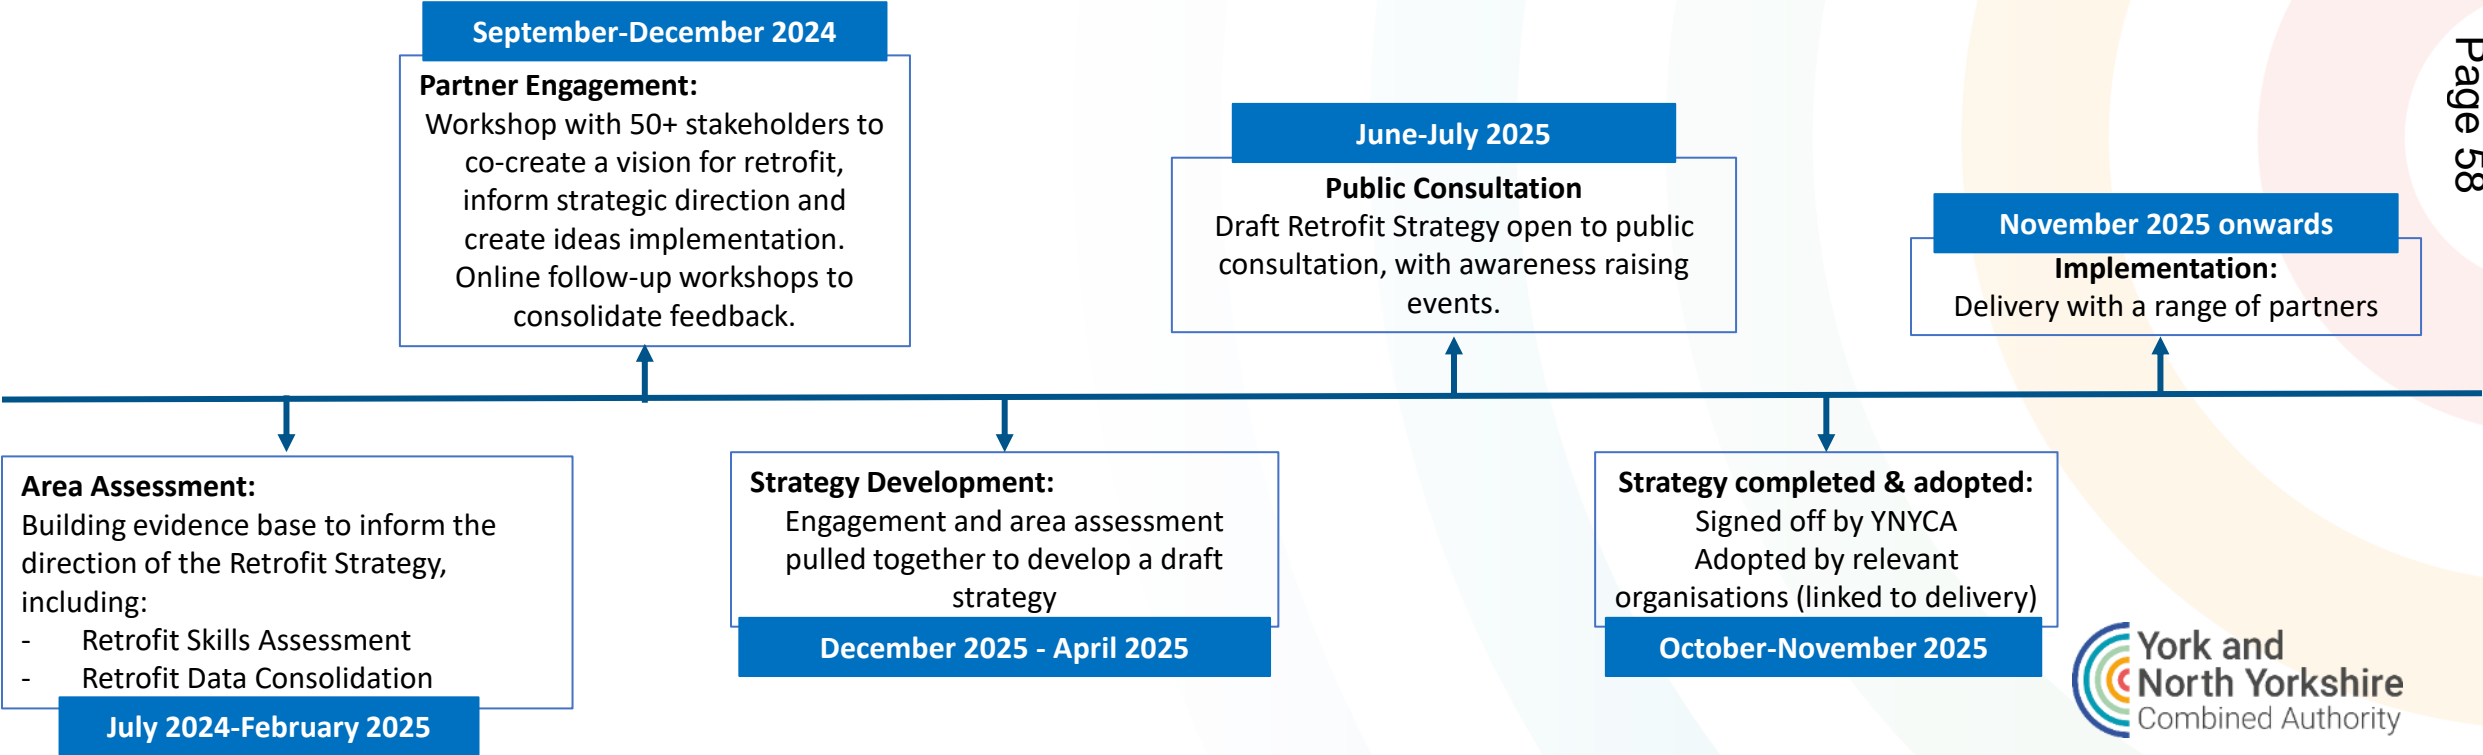 September-December 2024
Partner Engagement:
Workshop with 50+ stakeholders to
co-create a vision for retrofit,
inform strategic direction and
create ideas implementation.
Online follow-up workshops to
consolidate feedback.
June-July 2025
Public Consultation
Draft Retrofit Strategy open to public
consultation, with awareness raising
events.
November 2025 onwards
Implementation:
Delivery with a range of partners
Page 58
Area Assessment:
Building evidence base to inform the
direction of the Retrofit Strategy,
including:
- Retrofit Skills Assessment
- Retrofit Data Consolidation
July 2024-February 2025
Strategy Development:
Engagement and area assessment
pulled together to develop a draft
strategy
December 2025 - April 2025
Strategy completed & adopted:
Signed off by YNYCA
Adopted by relevant
organisations (linked to delivery)
October-November 2025
York and
North Yorkshire
Combined Authority